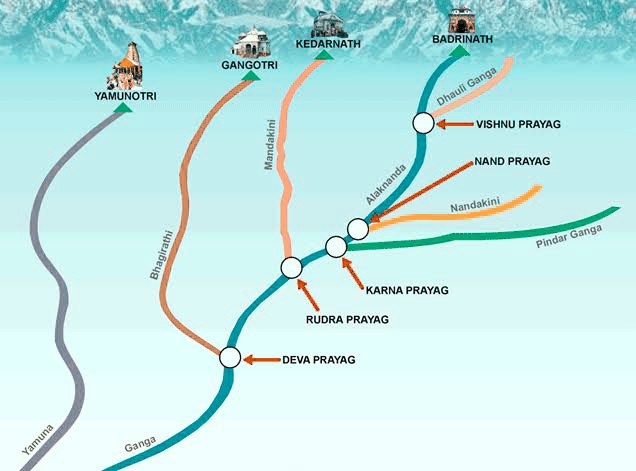 BADRINATH
KEDARNATH
GANGOTRI
YAMUNOTRI
Dhauli Ganga
VISHNU PRAYAG
Mandakini
NAND PRAYAG
Alaknanda
Nandakini
Bhagirathi
Pindar Ganga
KARNA PRAYAG
RUDRA PRAYAG
DEVA PRAYAG
Yamuna
Ganga